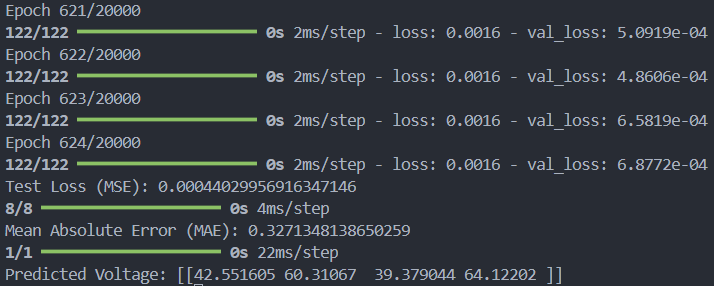 Epoch 621/20000
122/122 ━━━━━━━━━━━━━━━━━━━━ 0s 2ms/step - loss: 0.0016 - val_loss: 5.0919e-04
Epoch 622/20000
122/122 ━━━━━━━━━━━━━━━━━━━━ 0s 2ms/step - loss: 0.0016 - val_loss: 4.8606e-04
Epoch 623/20000
122/122 ━━━━━━━━━━━━━━━━━━━━ 0s 2ms/step - loss: 0.0016 - val_loss: 6.5819e-04
Epoch 624/20000
122/122 ━━━━━━━━━━━━━━━━━━━━ 0s 2ms/step - loss: 0.0016 - val_loss: 6.8772e-04
Test Loss (MSE): 0.00044029956916347146
8/8 ━━━━━━━━━━━━━━━━━━━━ 0s 4ms/step
Mean Absolute Error (MAE): 0.3271348138650259
1/1 ━━━━━━━━━━━━━━━━━━━━ 0s 22ms/step
Predicted Voltage: [[42.551605 60.31067  39.379044 64.12202 ]]